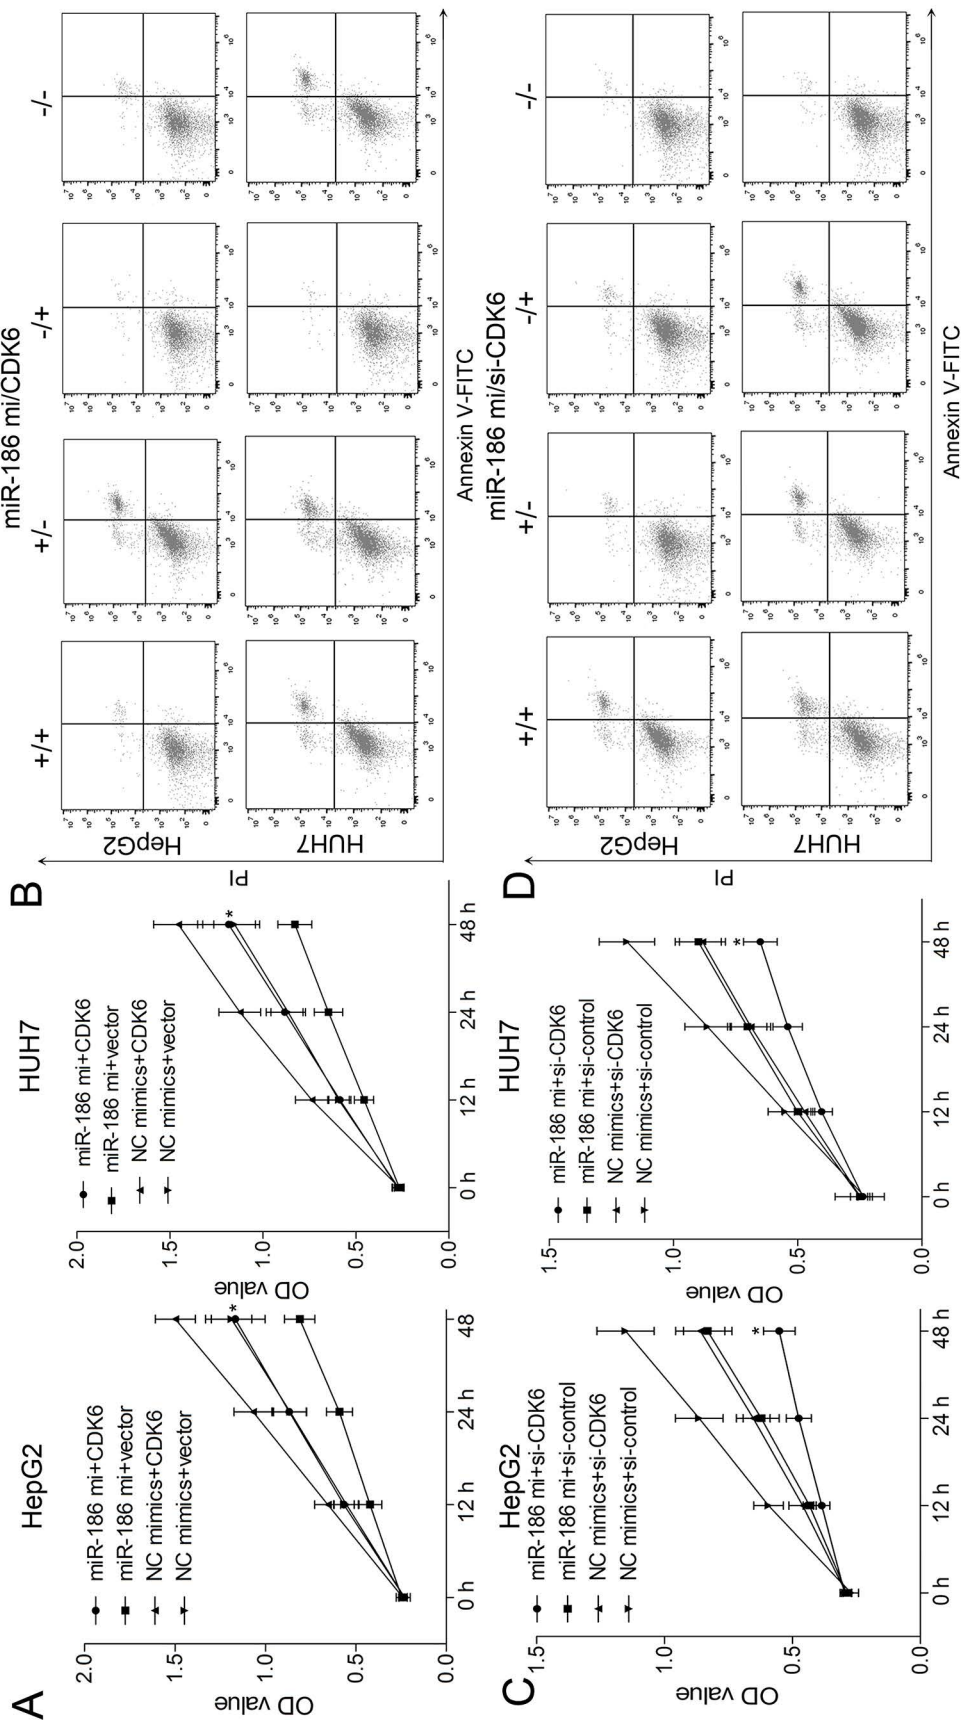 A
HepG2
miR-186 mi+CDK6
miR-186 mi+vector
NC mimics+CDK6
NC mimics+vector
OD value
2.0
1.5
1.0
0.5
0.0
0 h
12 h
24 h
48
*
HUH7
miR-186 mi+CDK6
miR-186 mi+vector
NC mimics+CDK6
NC mimics+vector
OD value
2.0
1.5
1.0
0.5
0.0
0 h
12 h
24 h
48 h
*
B
miR-186 mi/CDK6
+/+
+/-
-/+
-/-
HepG2
HUH7
PI
Annexin V-FITC
C
HepG2
miR-186 mi+si-CDK6
miR-186 mi+si-control
NC mimics+si-CDK6
NC mimics+si-control
OD value
1.5
1.0
0.5
0.0
0 h
12 h
24 h
48 h
*
HUH7
miR-186 mi+si-CDK6
miR-186 mi+si-control
NC mimics+si-CDK6
NC mimics+si-control
OD value
1.5
1.0
0.5
0.0
0 h
12 h
24 h
48 h
*
D
miR-186 mi/si-CDK6
+/+
+/-
-/+
-/-
HepG2
HUH7
PI
Annexin V-FITC